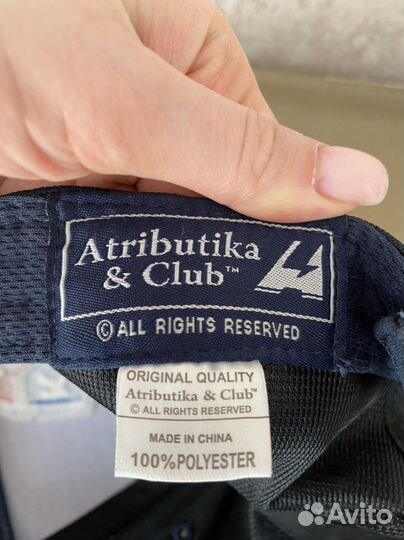 Atributika
& Club™
© ALL RIGHTS RESERVED
ORIGINAL QUALITY
Atributika & Club™
© ALL RIGHTS RESERVED
MADE IN CHINA
100%POLYESTER
Avito